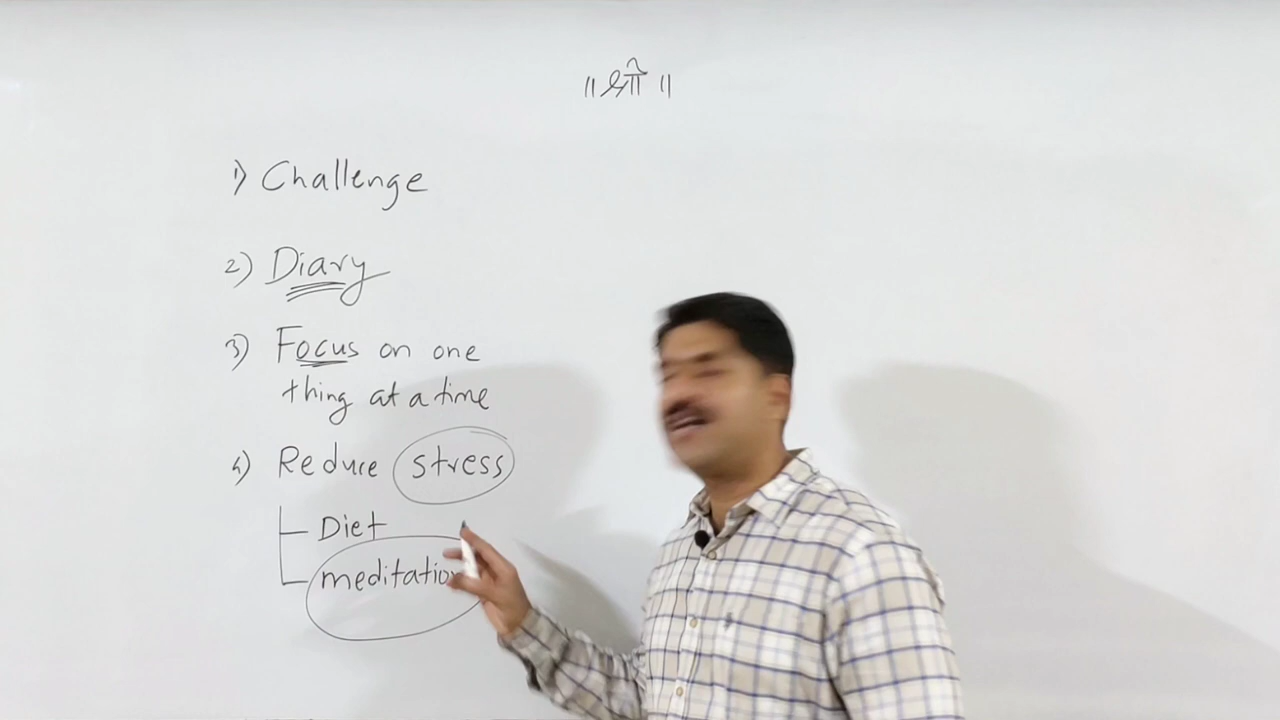 ॥ श्री ॥
1) Challenge
2) Diary
3) Focus on one
thing at a time
4) Reduce stress
Diet
meditation